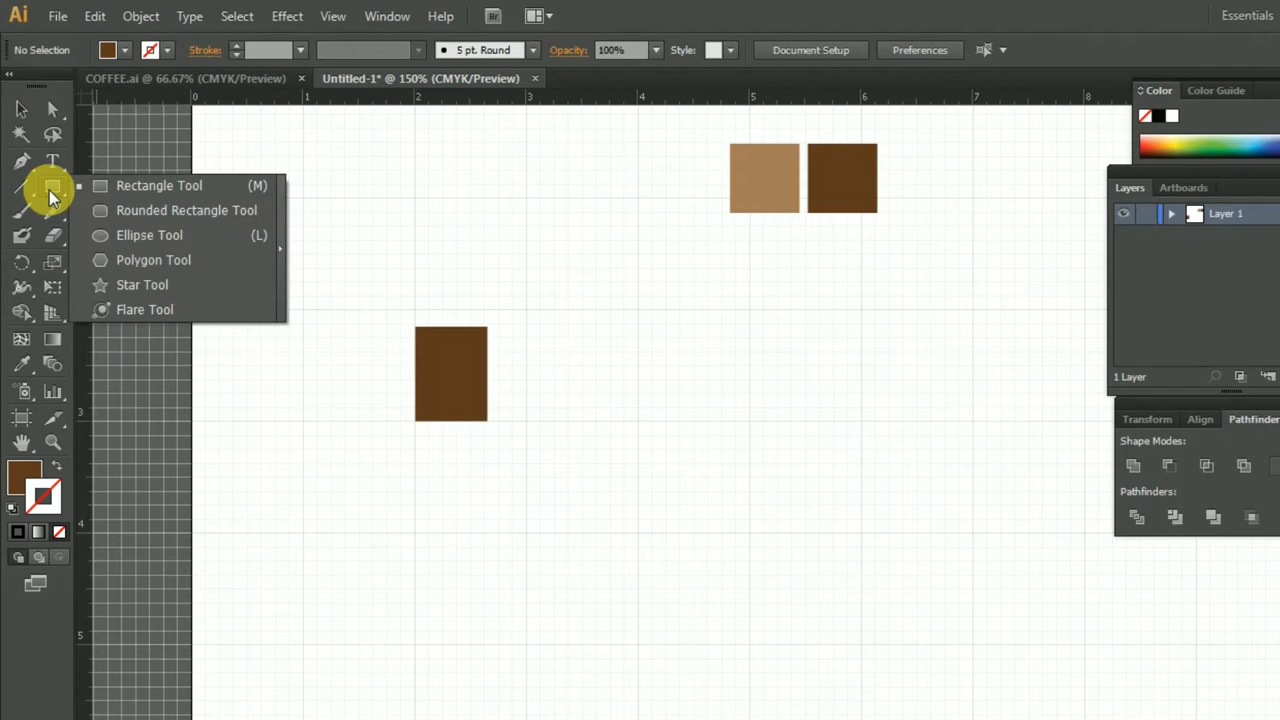 Ai File Edit Object Type Select Effect View Window Help Br Essentials
No Selection Stroke: 5 pt. Round Opacity: 100% Style: Document Setup Preferences
COFFEE.ai @ 66.67% (CMYK/Preview) × Untitled-1* @ 150% (CMYK/Preview) ×
0 1 2 3 4 5 6 7 8
Color Color Guide
T
Rectangle Tool (M)
Rounded Rectangle Tool
Ellipse Tool (L)
Polygon Tool
Star Tool
Flare Tool
Layers Artboards
Layer 1
1 Layer
3
4
5
Transform Align Pathfinder
Shape Modes:
Pathfinders: